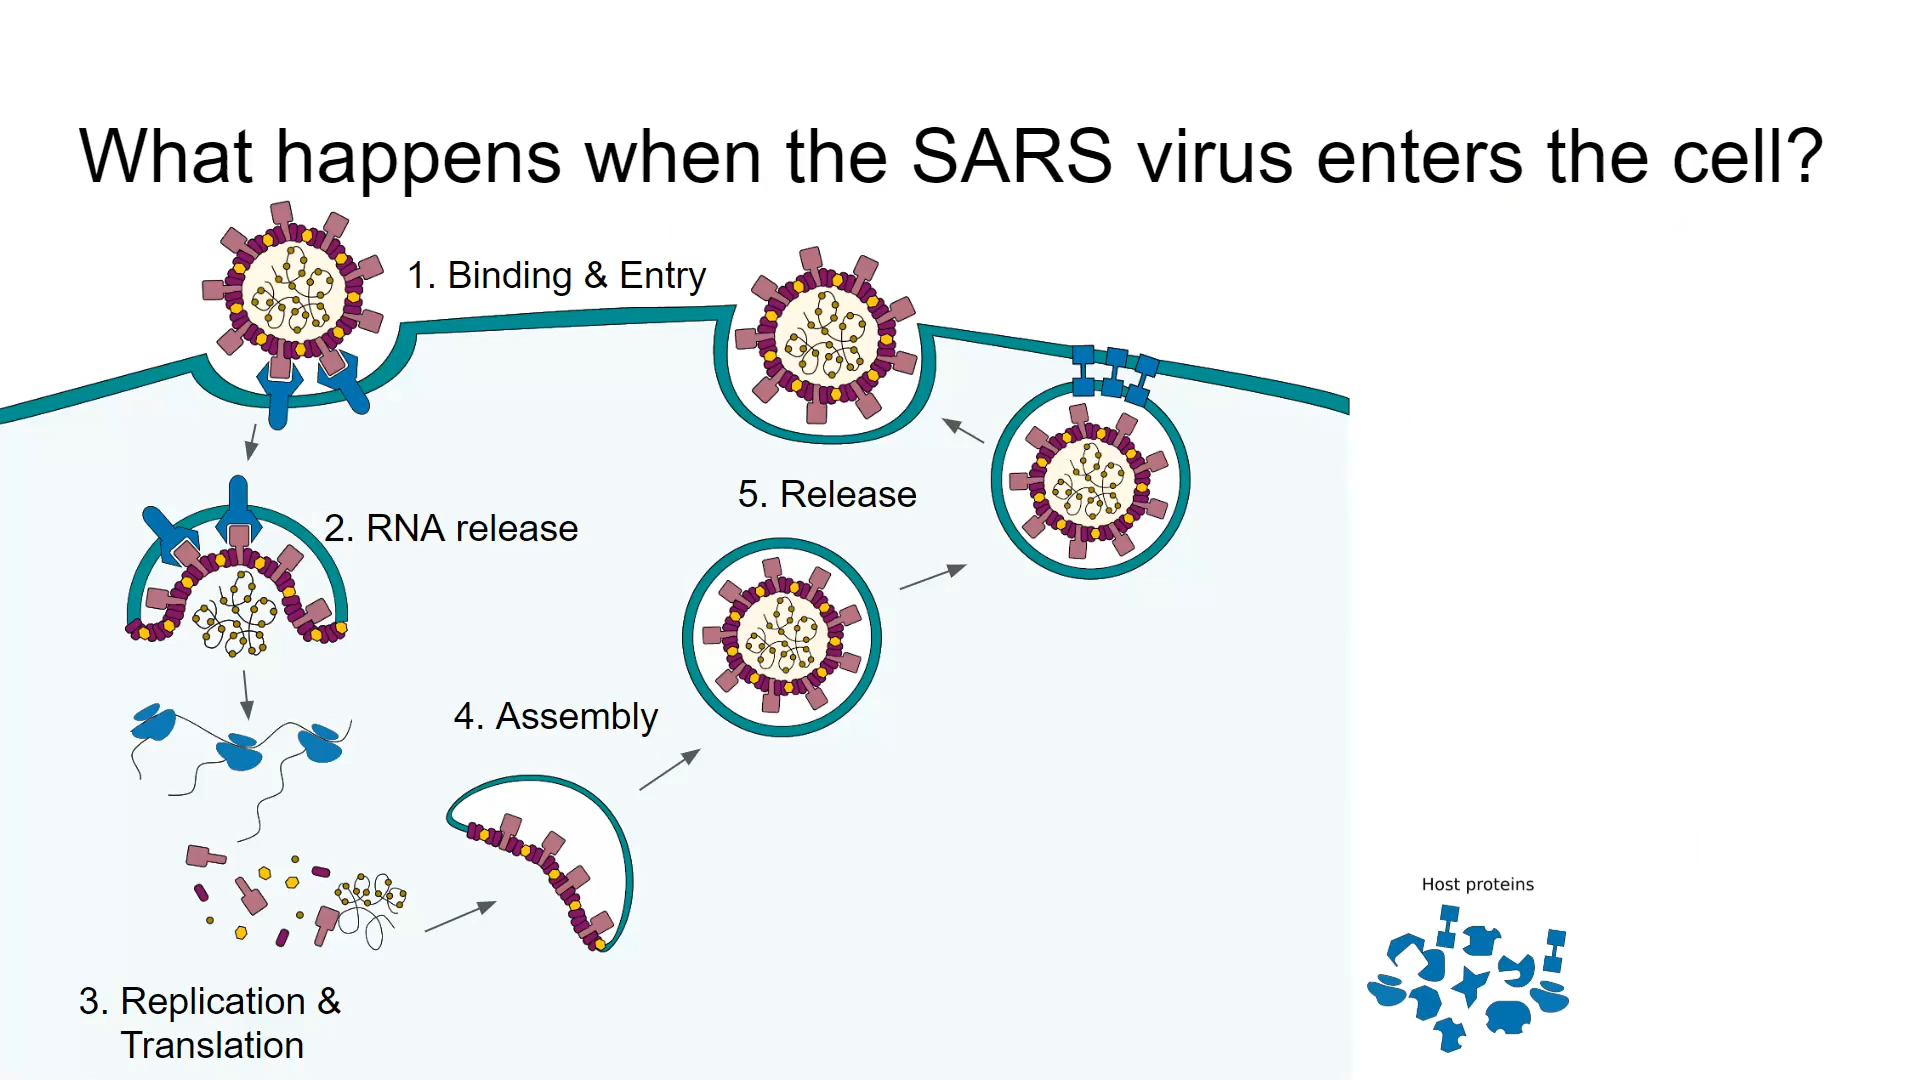 What happens when the SARS virus enters the cell?
1. Binding & Entry
2. RNA release
3. Replication &
Translation
4. Assembly
5. Release
Host proteins